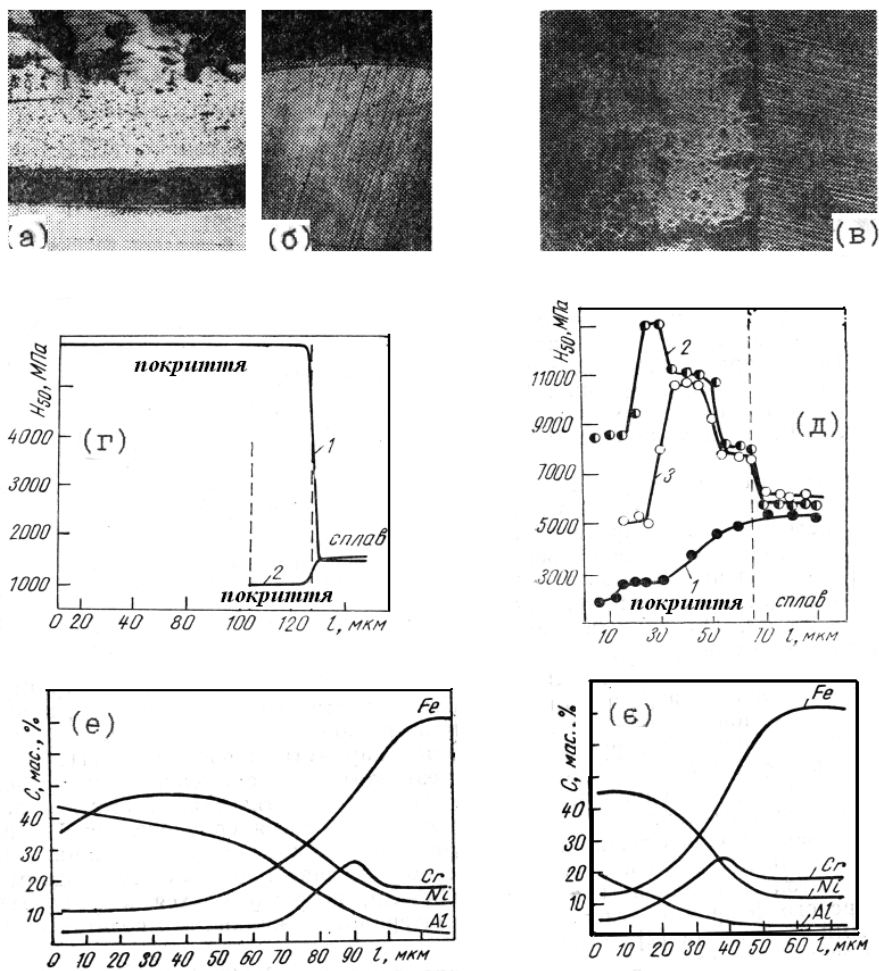 (а)
(б)
(в)
H50, МПа
4000
3000
2000
1000
(г)
покриття
1
сплав
2
покриття
0 20 40 80 100 120 l, мкм
H50, МПа
11000
9000
7000
5000
3000
(д)
2
3
1
покриття
сплав
10 30 50 70 l, мкм
C, мас., %
40
30
20
10
(е)
Fe
Cr
Ni
Al
0 10 20 30 40 50 60 70 80 90 l, мкм
C, мас. %
40
30
20
10
(є)
Fe
Cr
Ni
Al
0 10 20 30 40 50 60 l, мкм